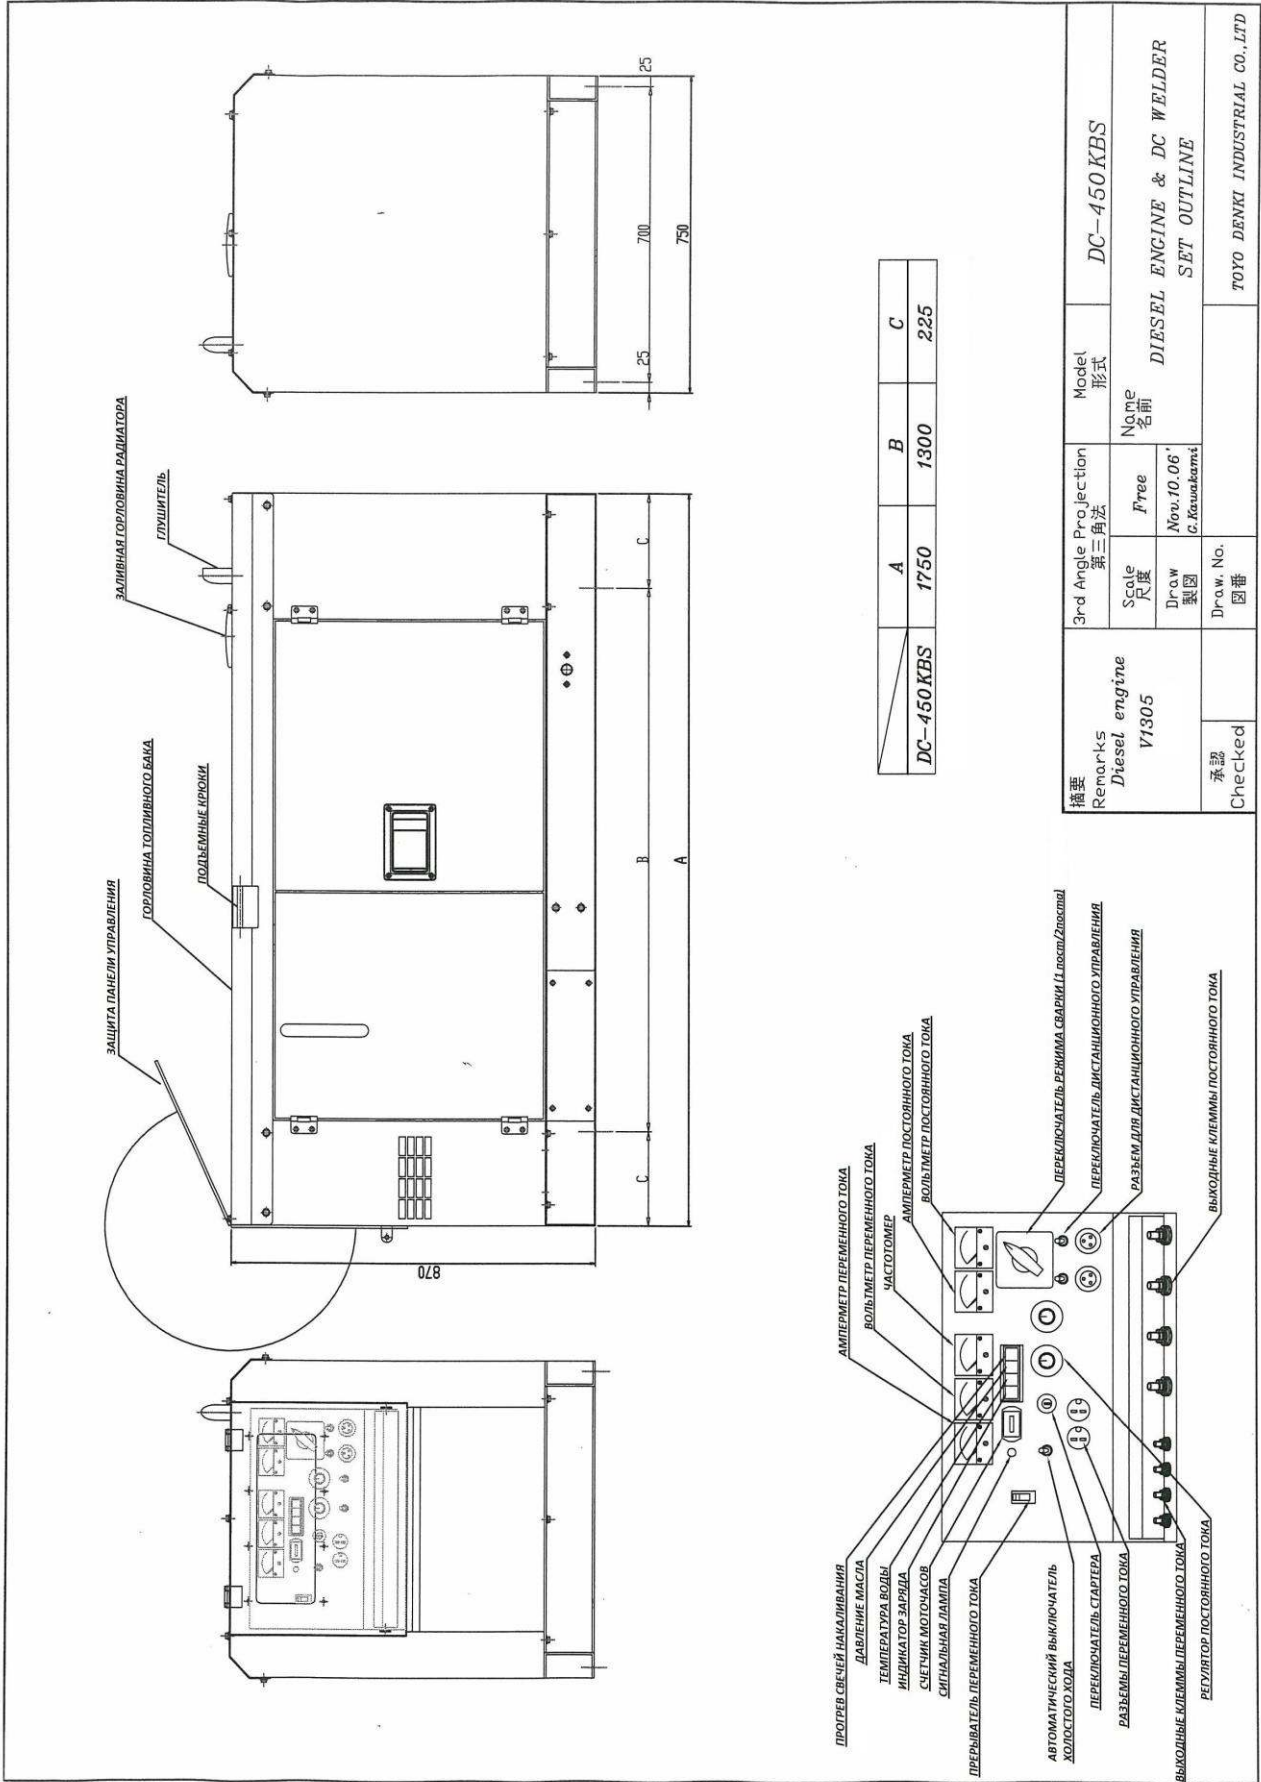 ЗАЩИТА ПАНЕЛИ УПРАВЛЕНИЯ
ГОРЛОВИНА ТОПЛИВНОГО БАКА
ПОДЪЕМНЫЕ КРЮКИ
ЗАЛИВНАЯ ГОРЛОВИНА РАДИАТОРА
ГЛУШИТЕЛЬ
870
C
B
C
A
25
700
25
750
ПРОГРЕВ СВЕЧЕЙ НАКАЛИВАНИЯ
ДАВЛЕНИЕ МАСЛА
ТЕМПЕРАТУРА ВОДЫ
ИНДИКАТОР ЗАРЯДА
СЧЕТЧИК МОТОЧАСОВ
СИГНАЛЬНАЯ ЛАМПА
ПРЕРЫВАТЕЛЬ ПЕРЕМЕННОГО ТОКА
АВТОМАТИЧЕСКИЙ ВЫКЛЮЧАТЕЛЬ
ХОЛОСТОГО ХОДА
ПЕРЕКЛЮЧАТЕЛЬ СТАРТЕРА
РАЗЪЕМЫ ПЕРЕМЕННОГО ТОКА
ВЫХОДНЫЕ КЛЕММЫ ПЕРЕМЕННОГО ТОКА
РЕГУЛЯТОР ПОСТОЯННОГО ТОКА
АМПЕРМЕТР ПЕРЕМЕННОГО ТОКА
ВОЛЬТМЕТР ПЕРЕМЕННОГО ТОКА
ЧАСТОТОМЕР
АМПЕРМЕТР ПОСТОЯННОГО ТОКА
ВОЛЬТМЕТР ПОСТОЯННОГО ТОКА
ПЕРЕКЛЮЧАТЕЛЬ РЕЖИМА СВАРКИ (1 пост/2поста)
ПЕРЕКЛЮЧАТЕЛЬ ДИСТАНЦИОННОГО УПРАВЛЕНИЯ
РАЗЪЕМ ДЛЯ ДИСТАНЦИОННОГО УПРАВЛЕНИЯ
ВЫХОДНЫЕ КЛЕММЫ ПОСТОЯННОГО ТОКА
A B C
DC-450KBS 1750 1300 225
摘要
Remarks
Diesel engine
V1305
承認
Checked
3rd Angle Projection
第三角法
Model
形式
DC-450KBS
Scale
尺度
Free
Name
名前
DIESEL ENGINE & DC WELDER
SET OUTLINE
Draw
製図
Nov.10.06'
G.Kawakami
Draw. No.
図番
TOYO DENKI INDUSTRIAL CO.,LTD